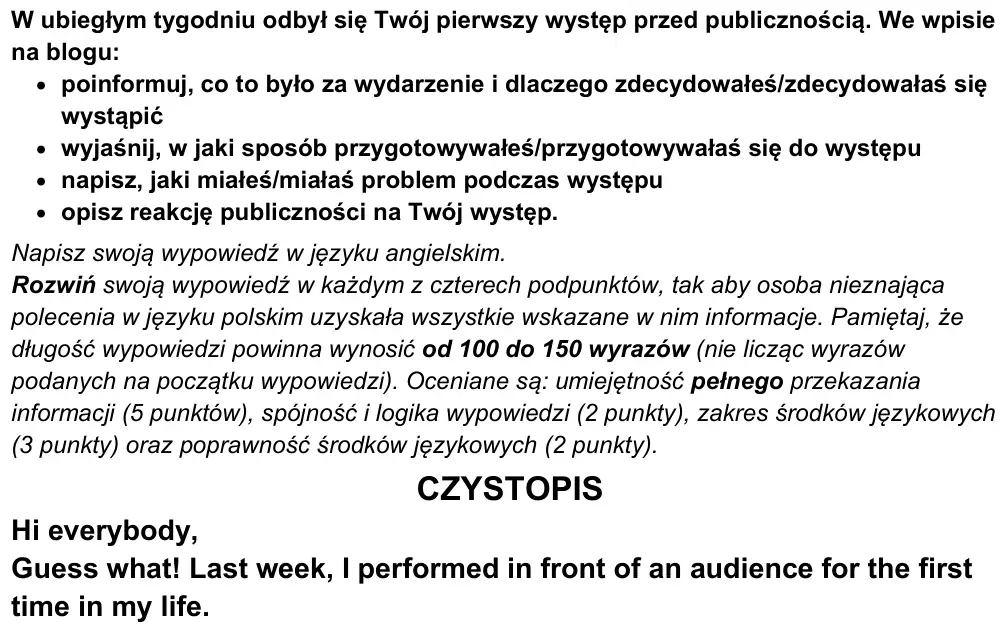 W ubiegłym tygodniu odbył się Twój pierwszy występ przed publicznością. We wpisie
na blogu:
• poinformuj, co to było za wydarzenie i dlaczego zdecydowałeś/zdecydowałaś się
wystąpić
• wyjaśnij, w jaki sposób przygotowywałeś/przygotowywałaś się do występu
• napisz, jaki miałeś/miałaś problem podczas występu
• opisz reakcję publiczności na Twój występ.
Napisz swoją wypowiedź w języku angielskim.
Rozwiń swoją wypowiedź w każdym z czterech podpunktów, tak aby osoba nieznająca
polecenia w języku polskim uzyskała wszystkie wskazane w nim informacje. Pamiętaj, że
długość wypowiedzi powinna wynosić od 100 do 150 wyrazów (nie licząc wyrazów
podanych na początku wypowiedzi). Oceniane są: umiejętność pełnego przekazania
informacji (5 punktów), spójność i logika wypowiedzi (2 punkty), zakres środków językowych
(3 punkty) oraz poprawność środków językowych (2 punkty).
CZYSTOPIS
Hi everybody,
Guess what! Last week, I performed in front of an audience for the first
time in my life.